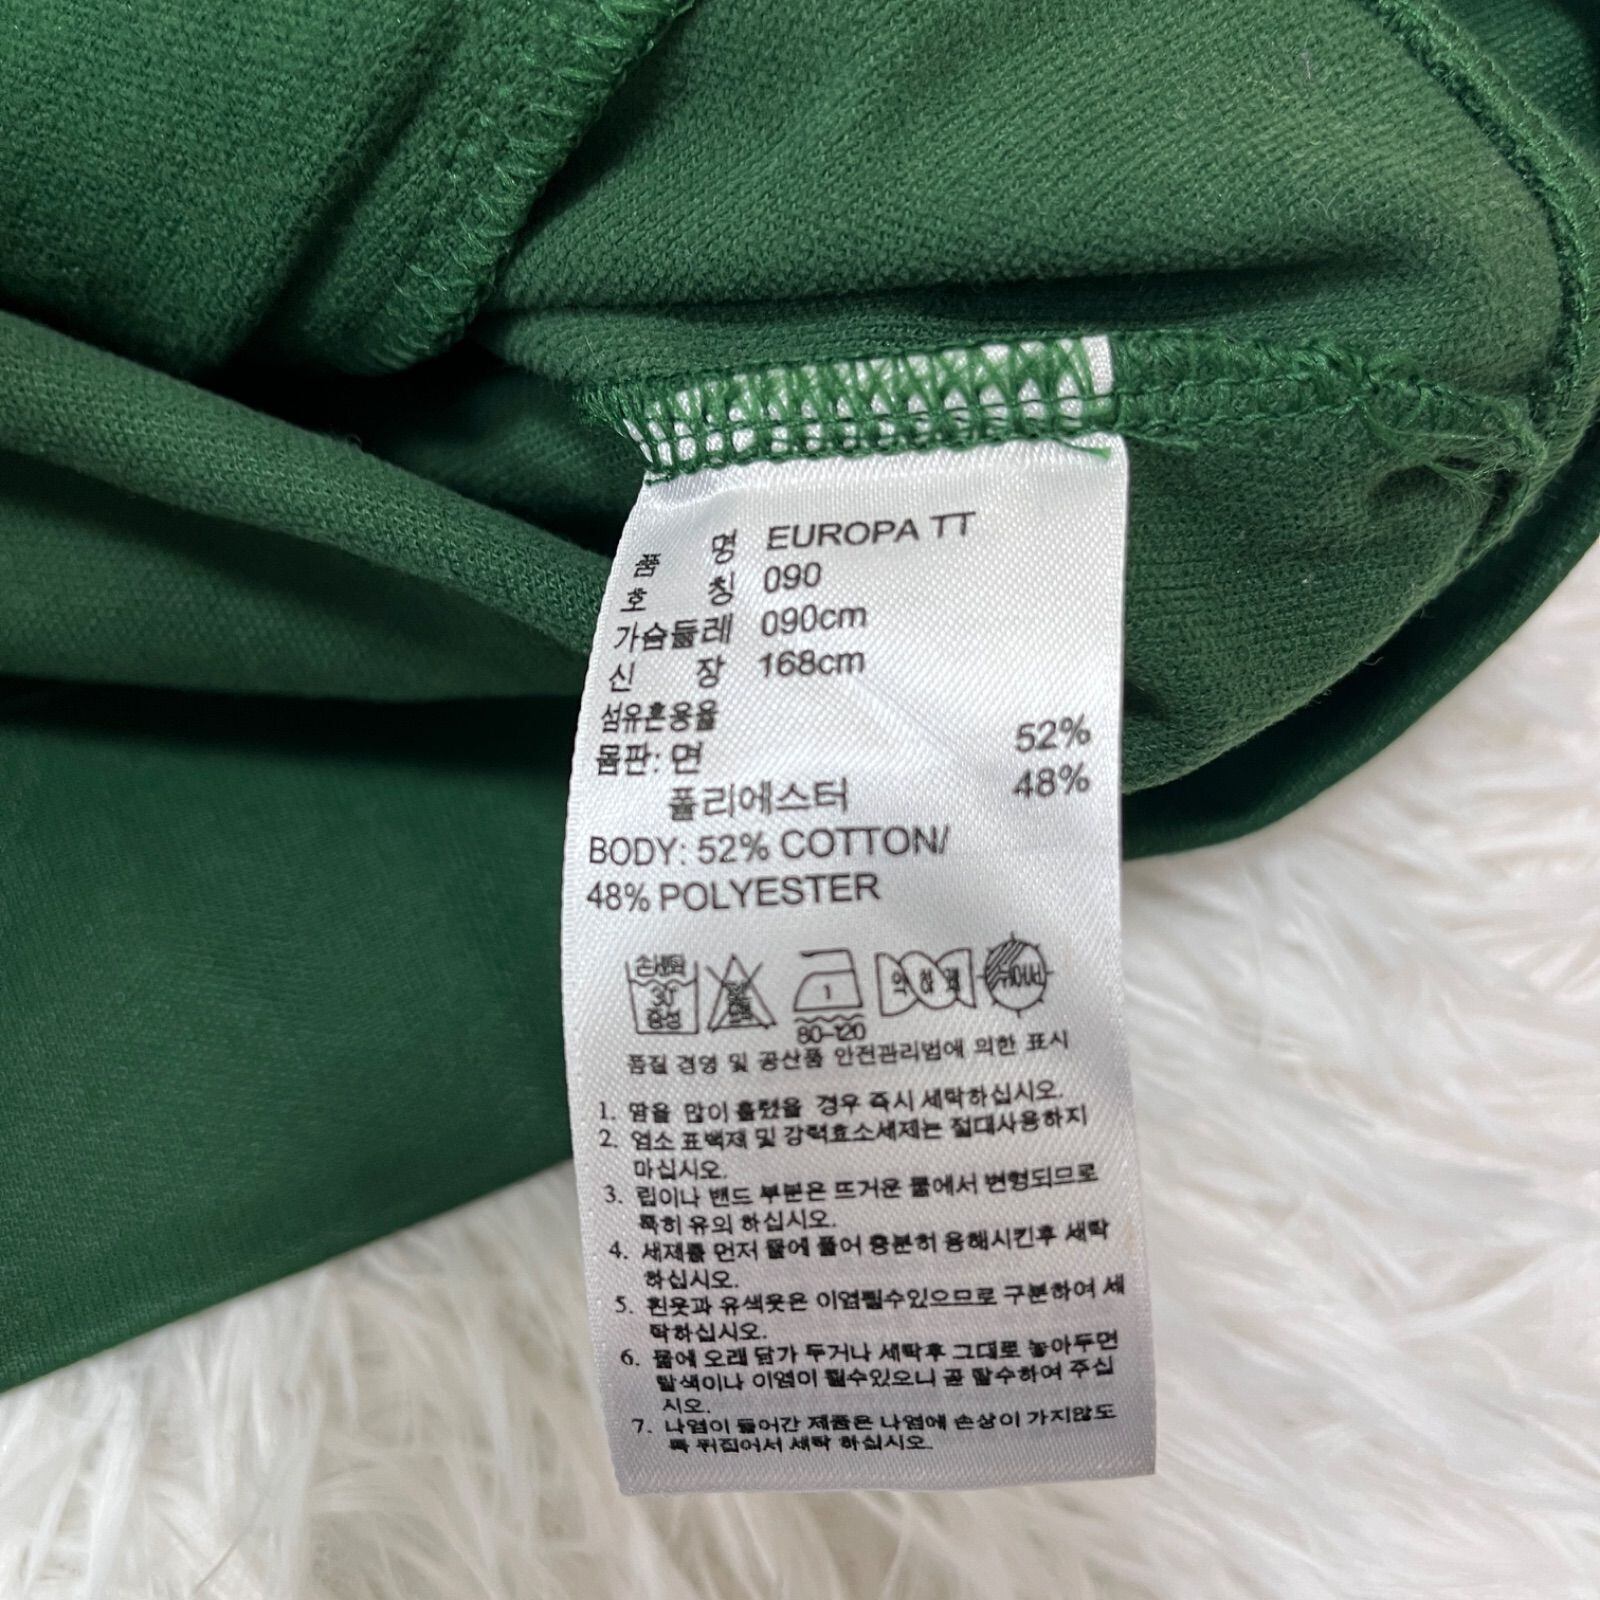 품 명 EUROPA TT
호 칭 090
가슴둘레 090cm
신 장 168cm
섬유혼용율
몸판: 면 52%
폴리에스터 48%
BODY: 52% COTTON/
48% POLYESTER
손세탁 30° 중성
80-120
약하게
품질 경영 및 공산품 안전관리법에 의한 표시
1. 땀을 많이 흘렸을 경우 즉시 세탁하십시오.
2. 염소 표백제 및 강력효소세제는 절대사용하지
마십시오.
3. 립이나 밴드 부분은 뜨거운 물에서 변형되므로
특히 유의 하십시오.
4. 세제를 먼저 물에 풀어 충분히 용해시킨후 세탁
하십시오.
5. 흰옷과 유색옷은 이염될수있으므로 구분하여 세
탁하십시오.
6. 물에 오래 담가 두거나 세탁후 그대로 놓아두면
탈색이나 이염이 될수있으니 곧 탈수하여 주십
시오.
7. 나염이 들어간 제품은 나염에 손상이 가지않도
록 뒤집어서 세탁 하십시오.